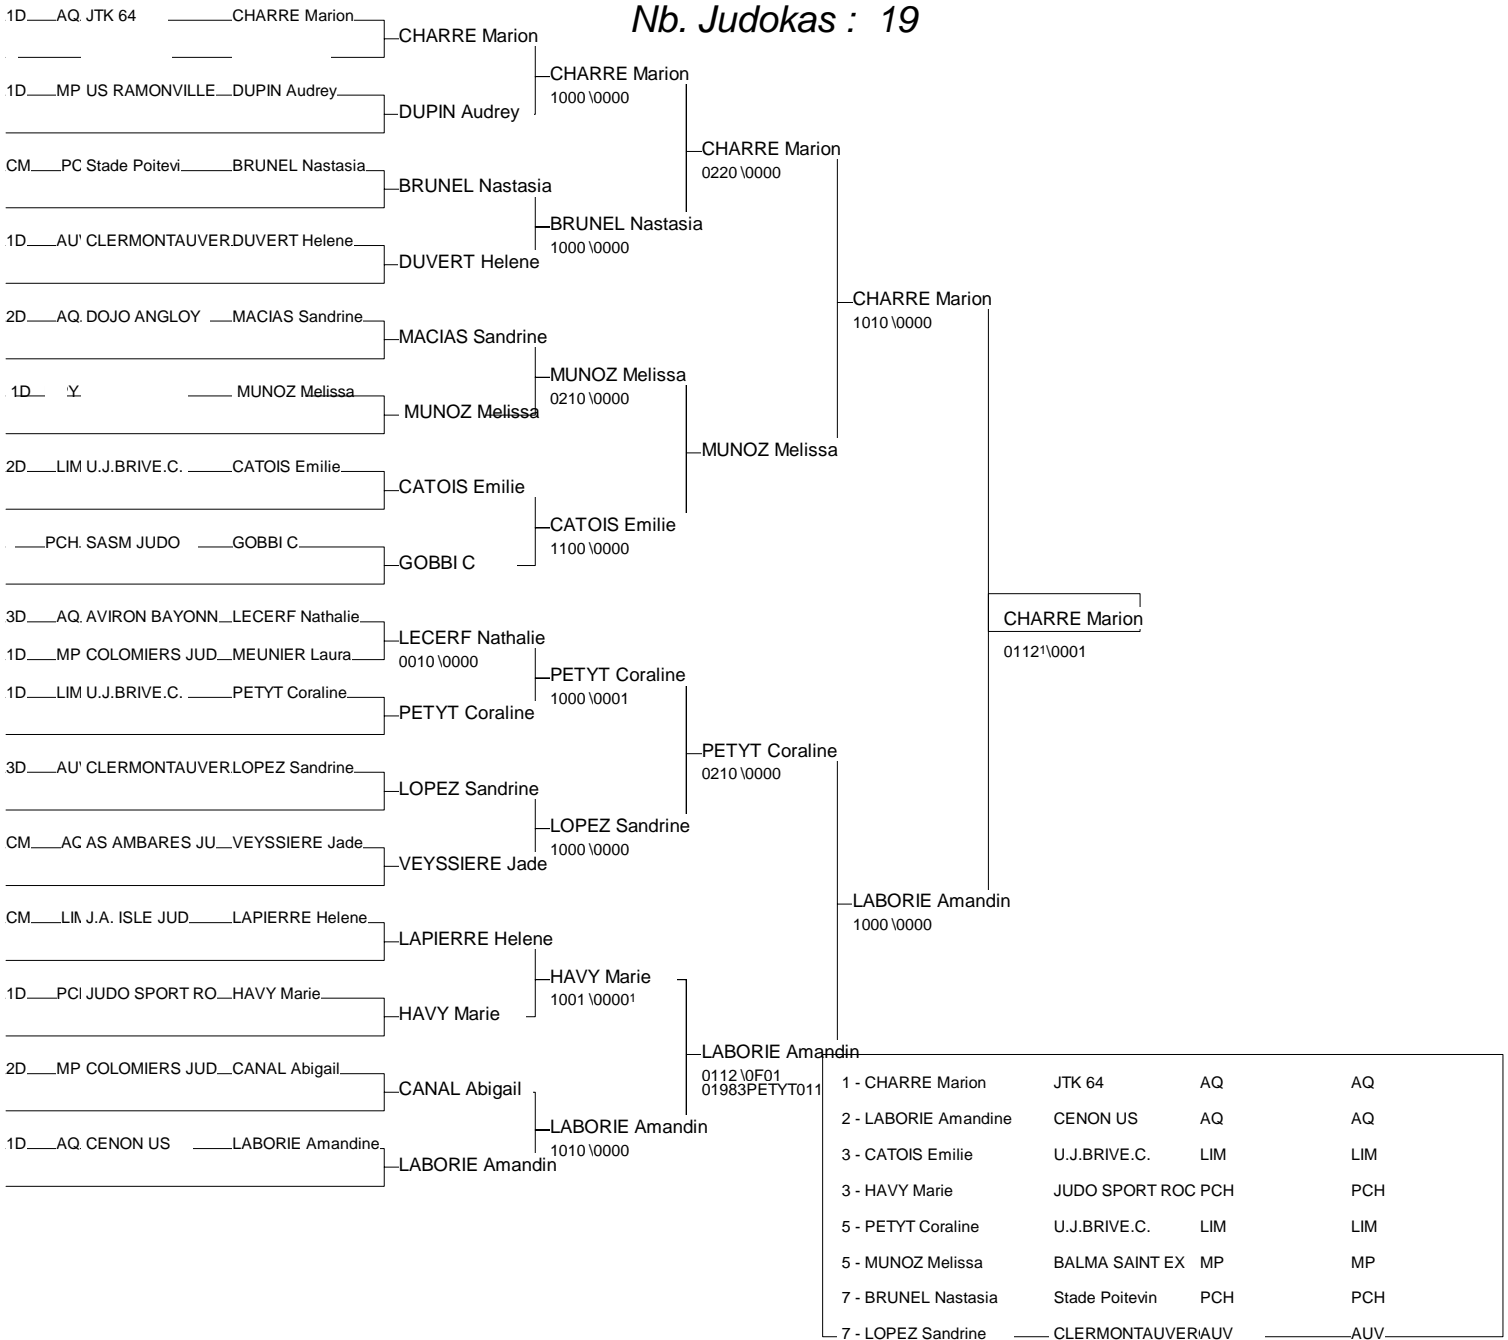 Nb. Judokas : 19
1D AQ. JTK 64 CHARRE Marion
1D MP US RAMONVILLE DUPIN Audrey
CM PC Stade Poitevi BRUNEL Nastasia
1D AU CLERMONTAUVER. DUVERT Helene
2D AQ. DOJO ANGLOY MACIAS Sandrine
1D Y MUNOZ Melissa
2D LIM U.J.BRIVE.C. CATOIS Emilie
PCH. SASM JUDO GOBBI C
3D AQ. AVIRON BAYONN LECERF Nathalie
1D MP COLOMIERS JUD MEUNIER Laura
1D LIM U.J.BRIVE.C. PETYT Coraline
3D AU CLERMONTAUVER. LOPEZ Sandrine
CM AQ AS AMBARES JU VEYSSIERE Jade
CM LIM J.A. ISLE JUD LAPIERRE Helene
1D PCH JUDO SPORT RO HAVY Marie
2D MP COLOMIERS JUD CANAL Abigail
1D AQ. CENON US LABORIE Amandine
CHARRE Marion
DUPIN Audrey
BRUNEL Nastasia
DUVERT Helene
MACIAS Sandrine
MUNOZ Melissa
CATOIS Emilie
GOBBI C
LECERF Nathalie
0010 \0000
PETYT Coraline
LOPEZ Sandrine
VEYSSIERE Jade
LAPIERRE Helene
HAVY Marie
CANAL Abigail
LABORIE Amandin
CHARRE Marion
1000 \0000
BRUNEL Nastasia
1000 \0000
MUNOZ Melissa
0210 \0000
CATOIS Emilie
1100 \0000
PETYT Coraline
1000 \0001
LOPEZ Sandrine
1000 \0000
HAVY Marie
1001 \0000¹
LABORIE Amandin
1010 \0000
CHARRE Marion
0220 \0000
MUNOZ Melissa
PETYT Coraline
0210 \0000
LABORIE Amandin
0112 \0F01
01983PETYT011
CHARRE Marion
1010 \0000
LABORIE Amandin
1000 \0000
CHARRE Marion
0112¹\0001
1 - CHARRE Marion JTK 64 AQ AQ
2 - LABORIE Amandine CENON US AQ AQ
3 - CATOIS Emilie U.J.BRIVE.C. LIM LIM
3 - HAVY Marie JUDO SPORT ROC PCH PCH
5 - PETYT Coraline U.J.BRIVE.C. LIM LIM
5 - MUNOZ Melissa BALMA SAINT EX MP MP
7 - BRUNEL Nastasia Stade Poitevin PCH PCH
7 - LOPEZ Sandrine CLERMONTAUVER AUV AUV